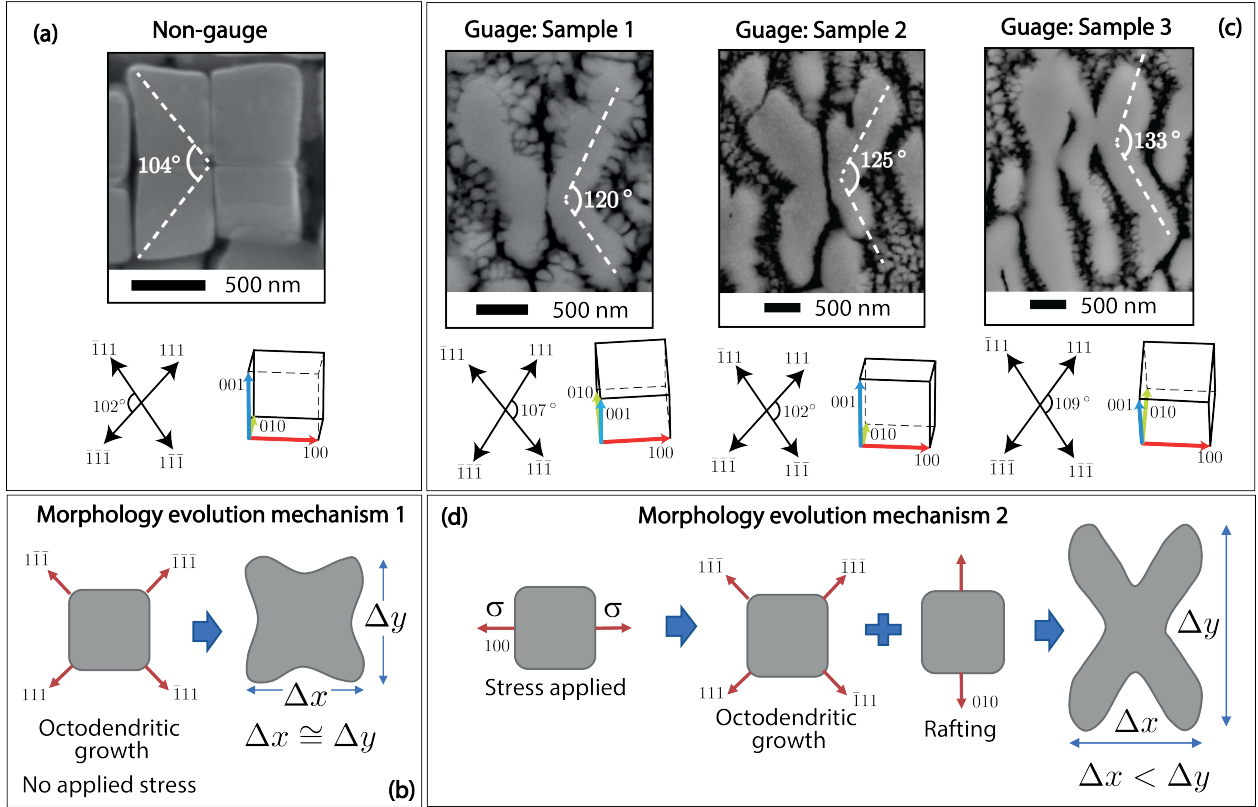 (a)
Non-gauge
104°
500 nm
1̄11
111
102°
1̄1̄1̄
11̄1̄
001
010
100
(c)
Guage: Sample 1
120°
500 nm
1̄11
111
107°
1̄1̄1̄
11̄1̄
010
001
100
Guage: Sample 2
125°
500 nm
1̄11
111
102°
1̄1̄1̄
11̄1̄
001
010
100
Guage: Sample 3
133°
500 nm
1̄11
111
109°
1̄1̄1̄
11̄1̄
001
010
100
Morphology evolution mechanism 1
11̄1̄
1̄1̄1̄
111
1̄11
Δy
Δx
Octodendritic
growth
Δx ≅ Δy
No applied stress
(b)
(d)
Morphology evolution mechanism 2
σ
σ
100
Stress applied
11̄1̄
1̄1̄1̄
111
1̄11
Octodendritic
growth
010
Rafting
Δy
Δx
Δx < Δy